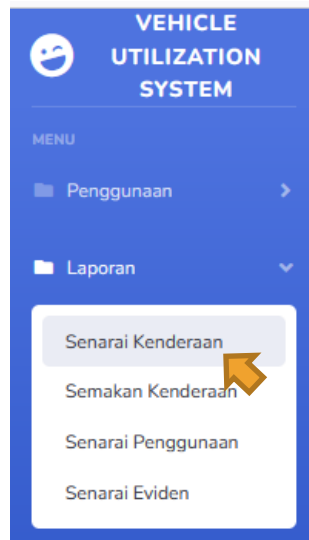 VEHICLE
UTILIZATION
SYSTEM
MENU
Penggunaan
Laporan
Senarai Kenderaan
Semakan Kenderaan
Senarai Penggunaan
Senarai Eviden